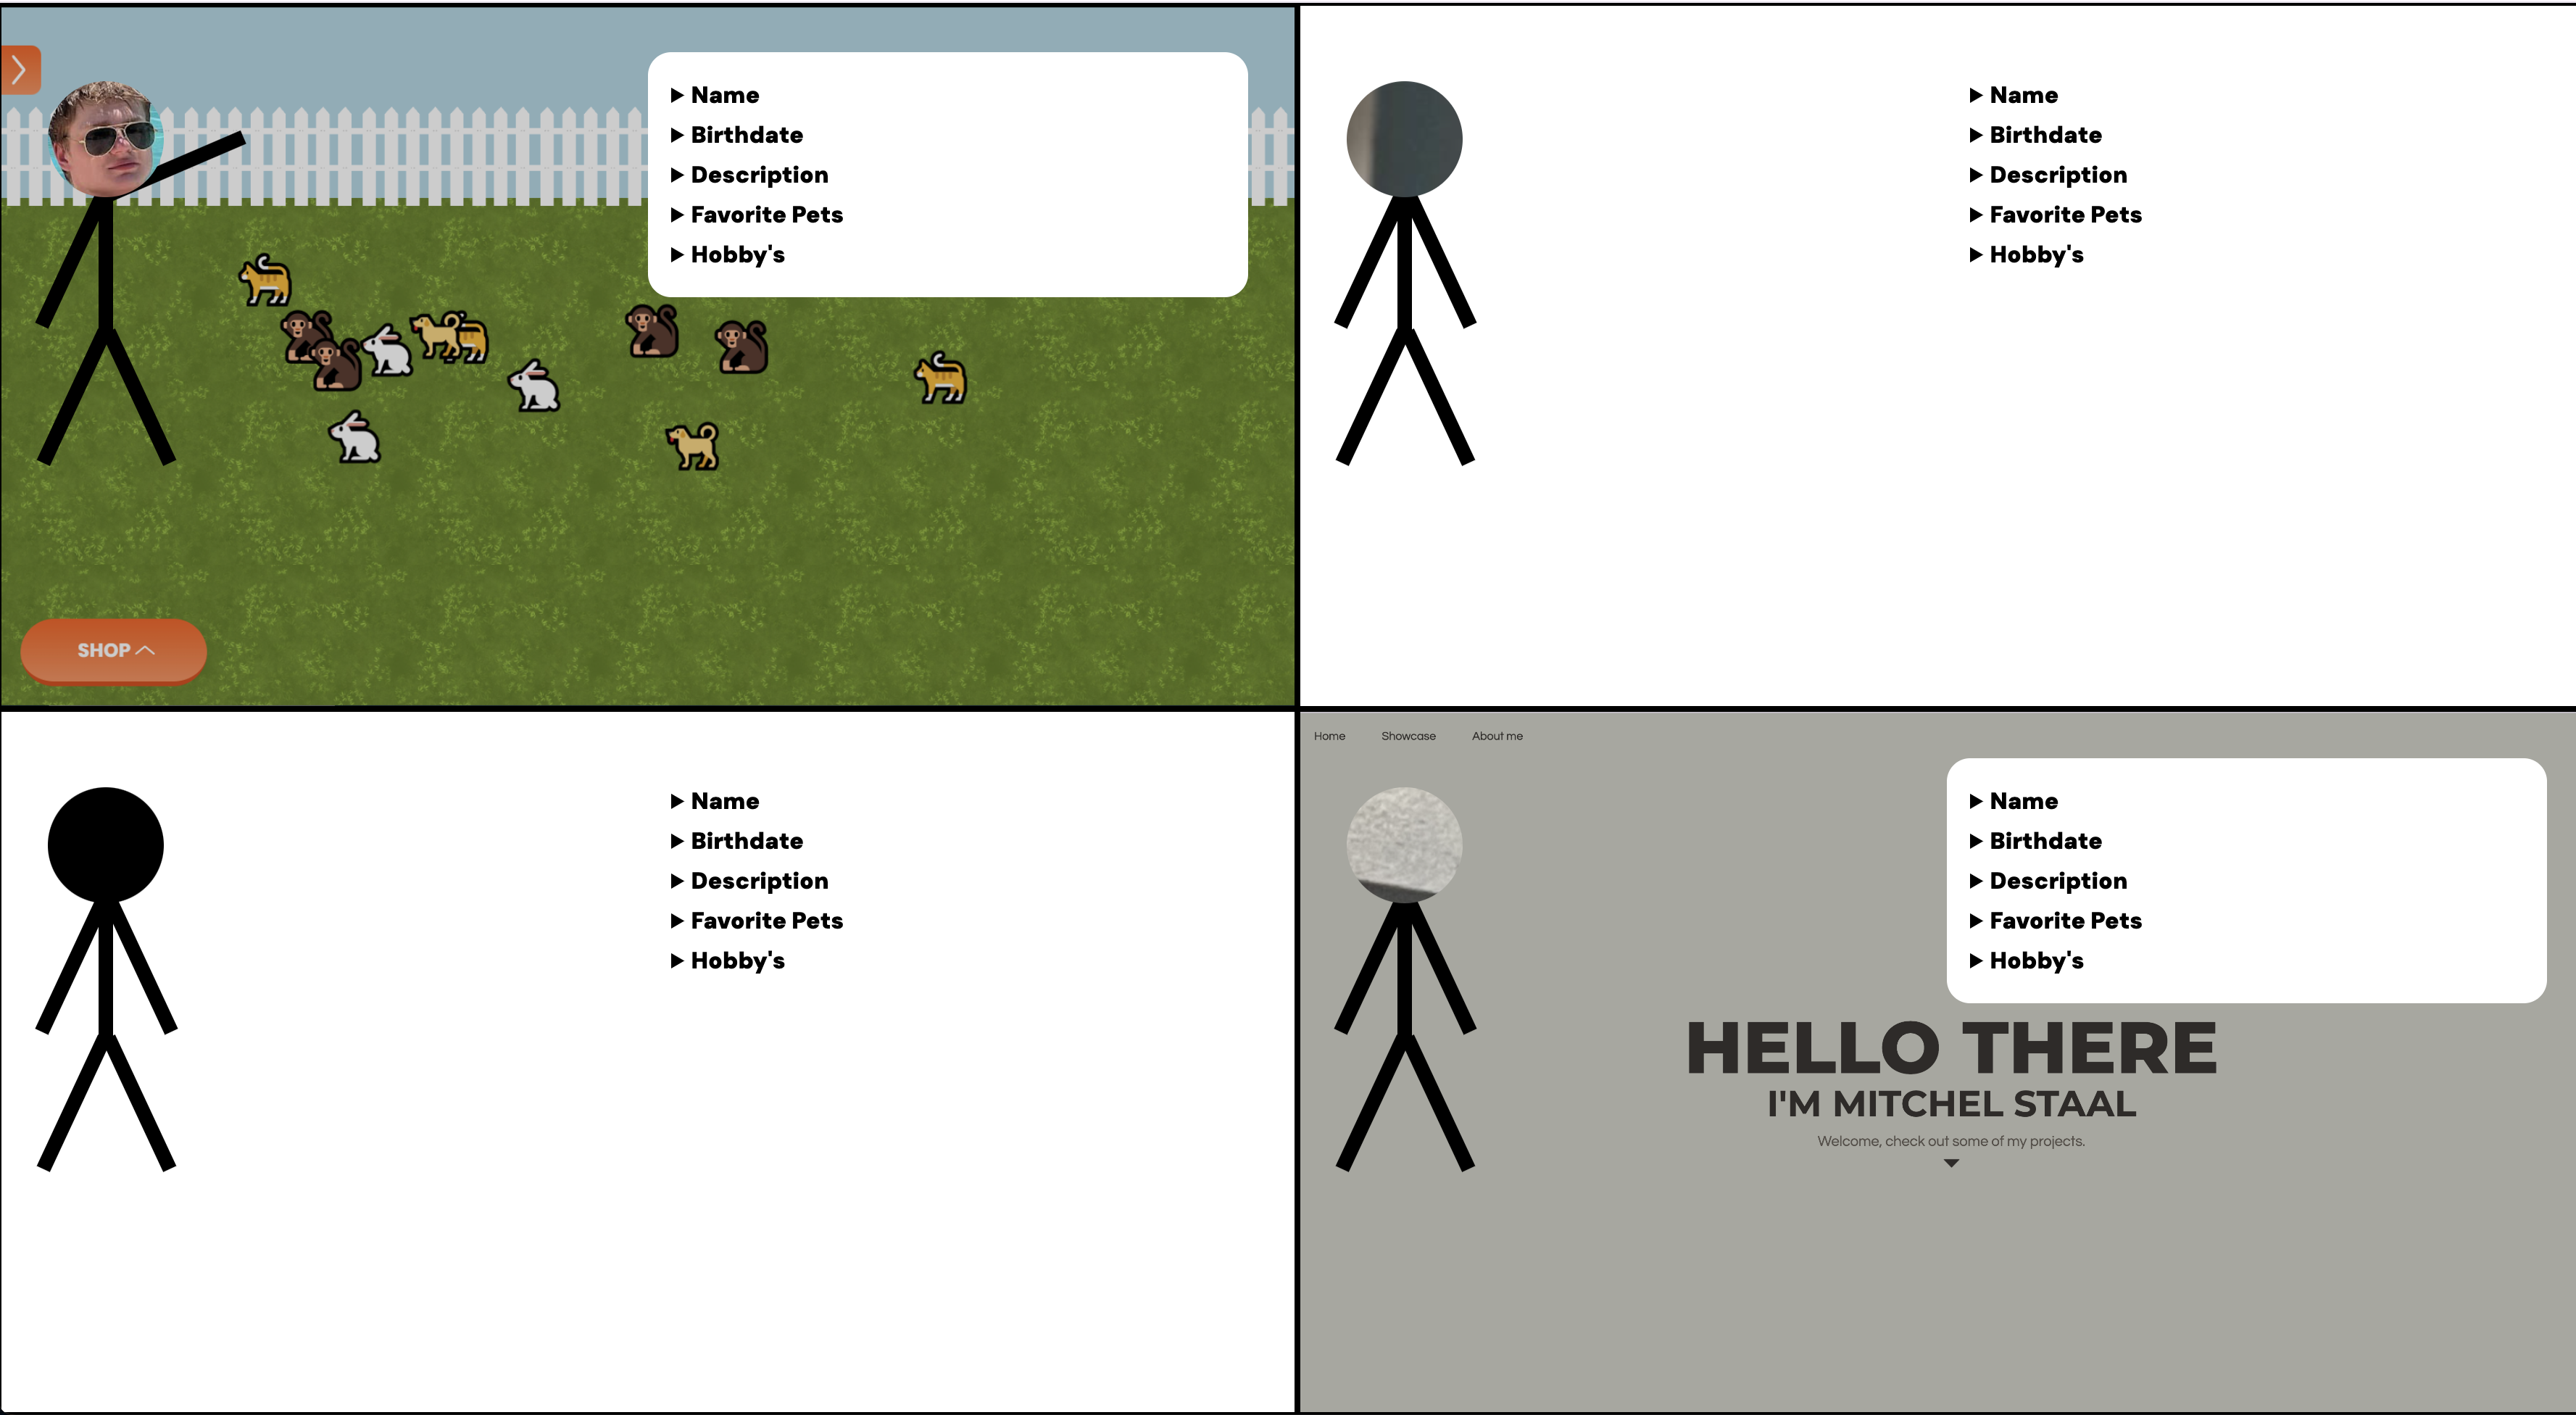 Name
Birthdate
Description
Favorite Pets
Hobby's
SHOP
Name
Birthdate
Description
Favorite Pets
Hobby's
Name
Birthdate
Description
Favorite Pets
Hobby's
Home Showcase About me
Name
Birthdate
Description
Favorite Pets
Hobby's
HELLO THERE
I'M MITCHEL STAAL
Welcome, check out some of my projects.